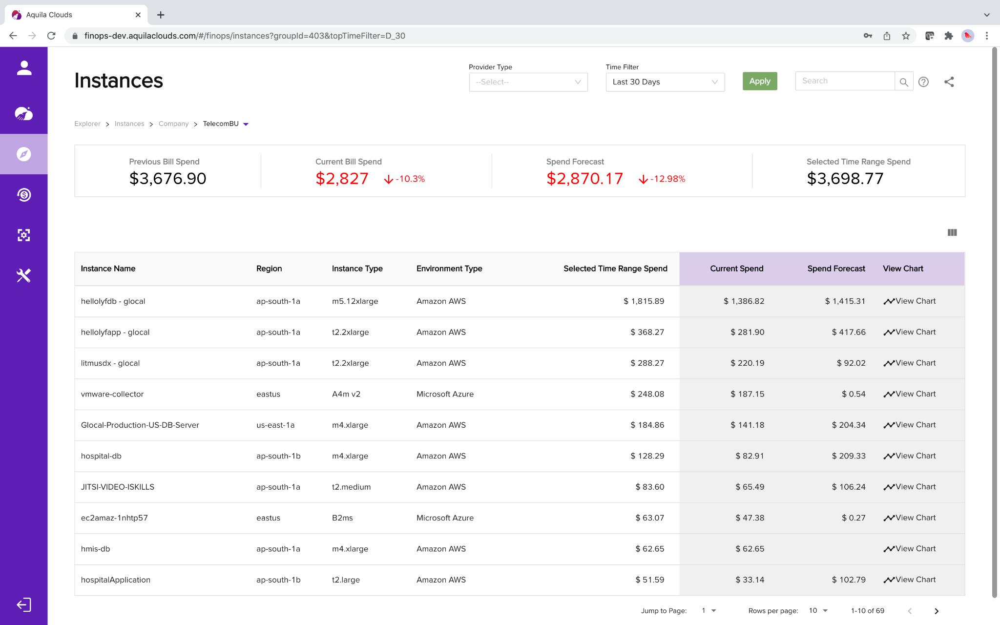 Aquila Clouds
finops-dev.aquilaclouds.com/#/finops/instances?groupId=403&topTimeFilter=D_30
Instances
Provider Type
--Select--
Time Filter
Last 30 Days
Apply
Search
Explorer > Instances > Company > TelecomBU
Previous Bill Spend
$3,676.90
Current Bill Spend
$2,827 -10.3%
Spend Forecast
$2,870.17 -12.98%
Selected Time Range Spend
$3,698.77
Instance Name Region Instance Type Environment Type Selected Time Range Spend Current Spend Spend Forecast View Chart
hellolyfdb - glocal ap-south-1a m5.12xlarge Amazon AWS $ 1,815.89 $ 1,386.82 $ 1,415.31 View Chart
hellolyfapp - glocal ap-south-1a t2.2xlarge Amazon AWS $ 368.27 $ 281.90 $ 417.66 View Chart
litmusdx - glocal ap-south-1a t2.2xlarge Amazon AWS $ 288.27 $ 220.19 $ 92.02 View Chart
vmware-collector eastus A4m v2 Microsoft Azure $ 248.08 $ 187.15 $ 0.54 View Chart
Glocal-Production-US-DB-Server us-east-1a m4.xlarge Amazon AWS $ 184.86 $ 141.18 $ 204.34 View Chart
hospital-db ap-south-1b m4.xlarge Amazon AWS $ 128.29 $ 82.91 $ 209.33 View Chart
JITSI-VIDEO-ISKILLS ap-south-1a t2.medium Amazon AWS $ 83.60 $ 65.49 $ 106.24 View Chart
ec2amaz-1nhtp57 eastus B2ms Microsoft Azure $ 63.07 $ 47.38 $ 0.27 View Chart
hmis-db ap-south-1a m4.xlarge Amazon AWS $ 62.65 $ 62.65 View Chart
hospitalApplication ap-south-1b t2.large Amazon AWS $ 51.59 $ 33.14 $ 102.79 View Chart
Jump to Page: 1 Rows per page: 10 1-10 of 69